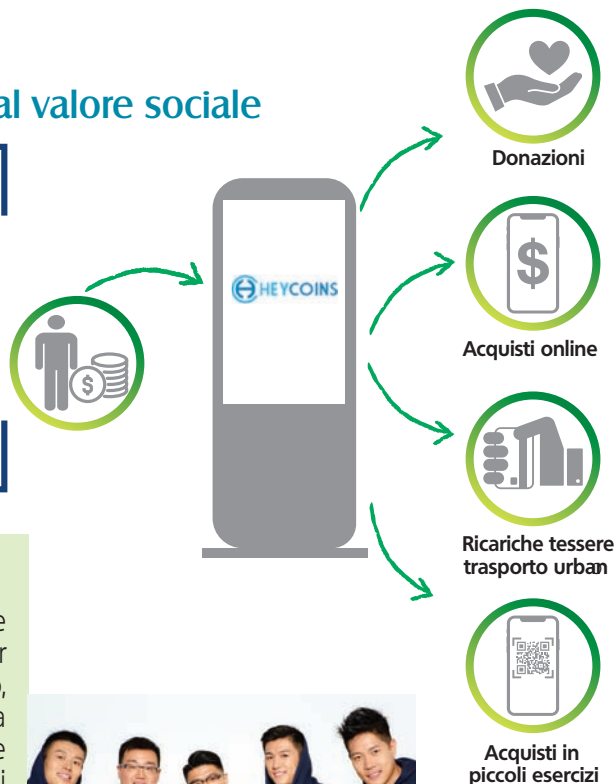 al valore sociale
HEYCOINS
$
Donazioni
$
Acquisti online
Ricariche tessere
trasporto urban
Acquisti in
piccoli esercizi
e
r
,
a
e
i